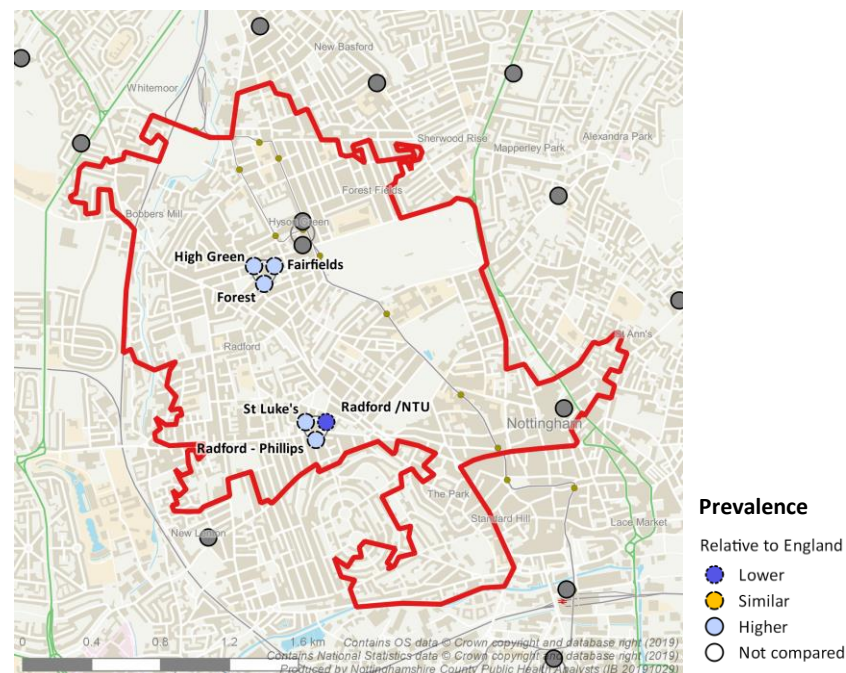 New Basford
Whitemoor
Sherwood Rise
Alexandra Park
Mapperley Park
Forest Fields
Bobbers Mill
Hyson Green
High Green
Fairfields
Forest
St Ann's
Radford
St Luke's
Radford /NTU
Nottingham
Radford - Phillips
The Park
Standard Hill
Lace Market
New Lenton
Prevalence
Relative to England
Lower
Similar
Higher
Not compared
0 0.4 0.8 1.2 1.6 km
Contains OS data © Crown copyright and database right (2019)
Contains National Statistics data © Crown copyright and database right (2019)
Produced by Nottinghamshire County Public Health Analysts (IB 20191029)